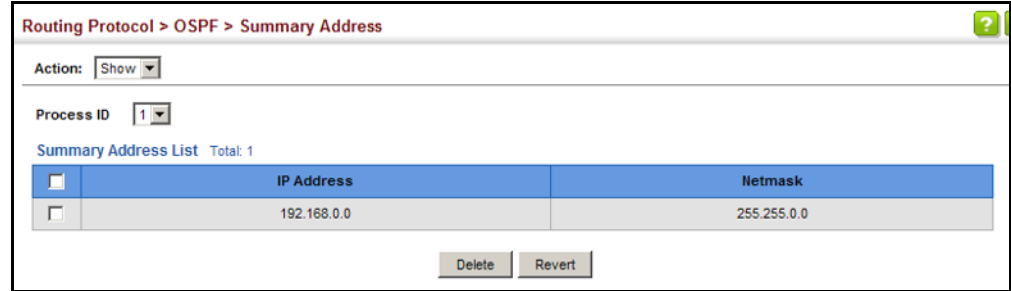 Routing Protocol > OSPF > Summary Address
?
Action: Show
Process ID 1
Summary Address List Total: 1
IP Address Netmask
192.168.0.0 255.255.0.0
Delete Revert